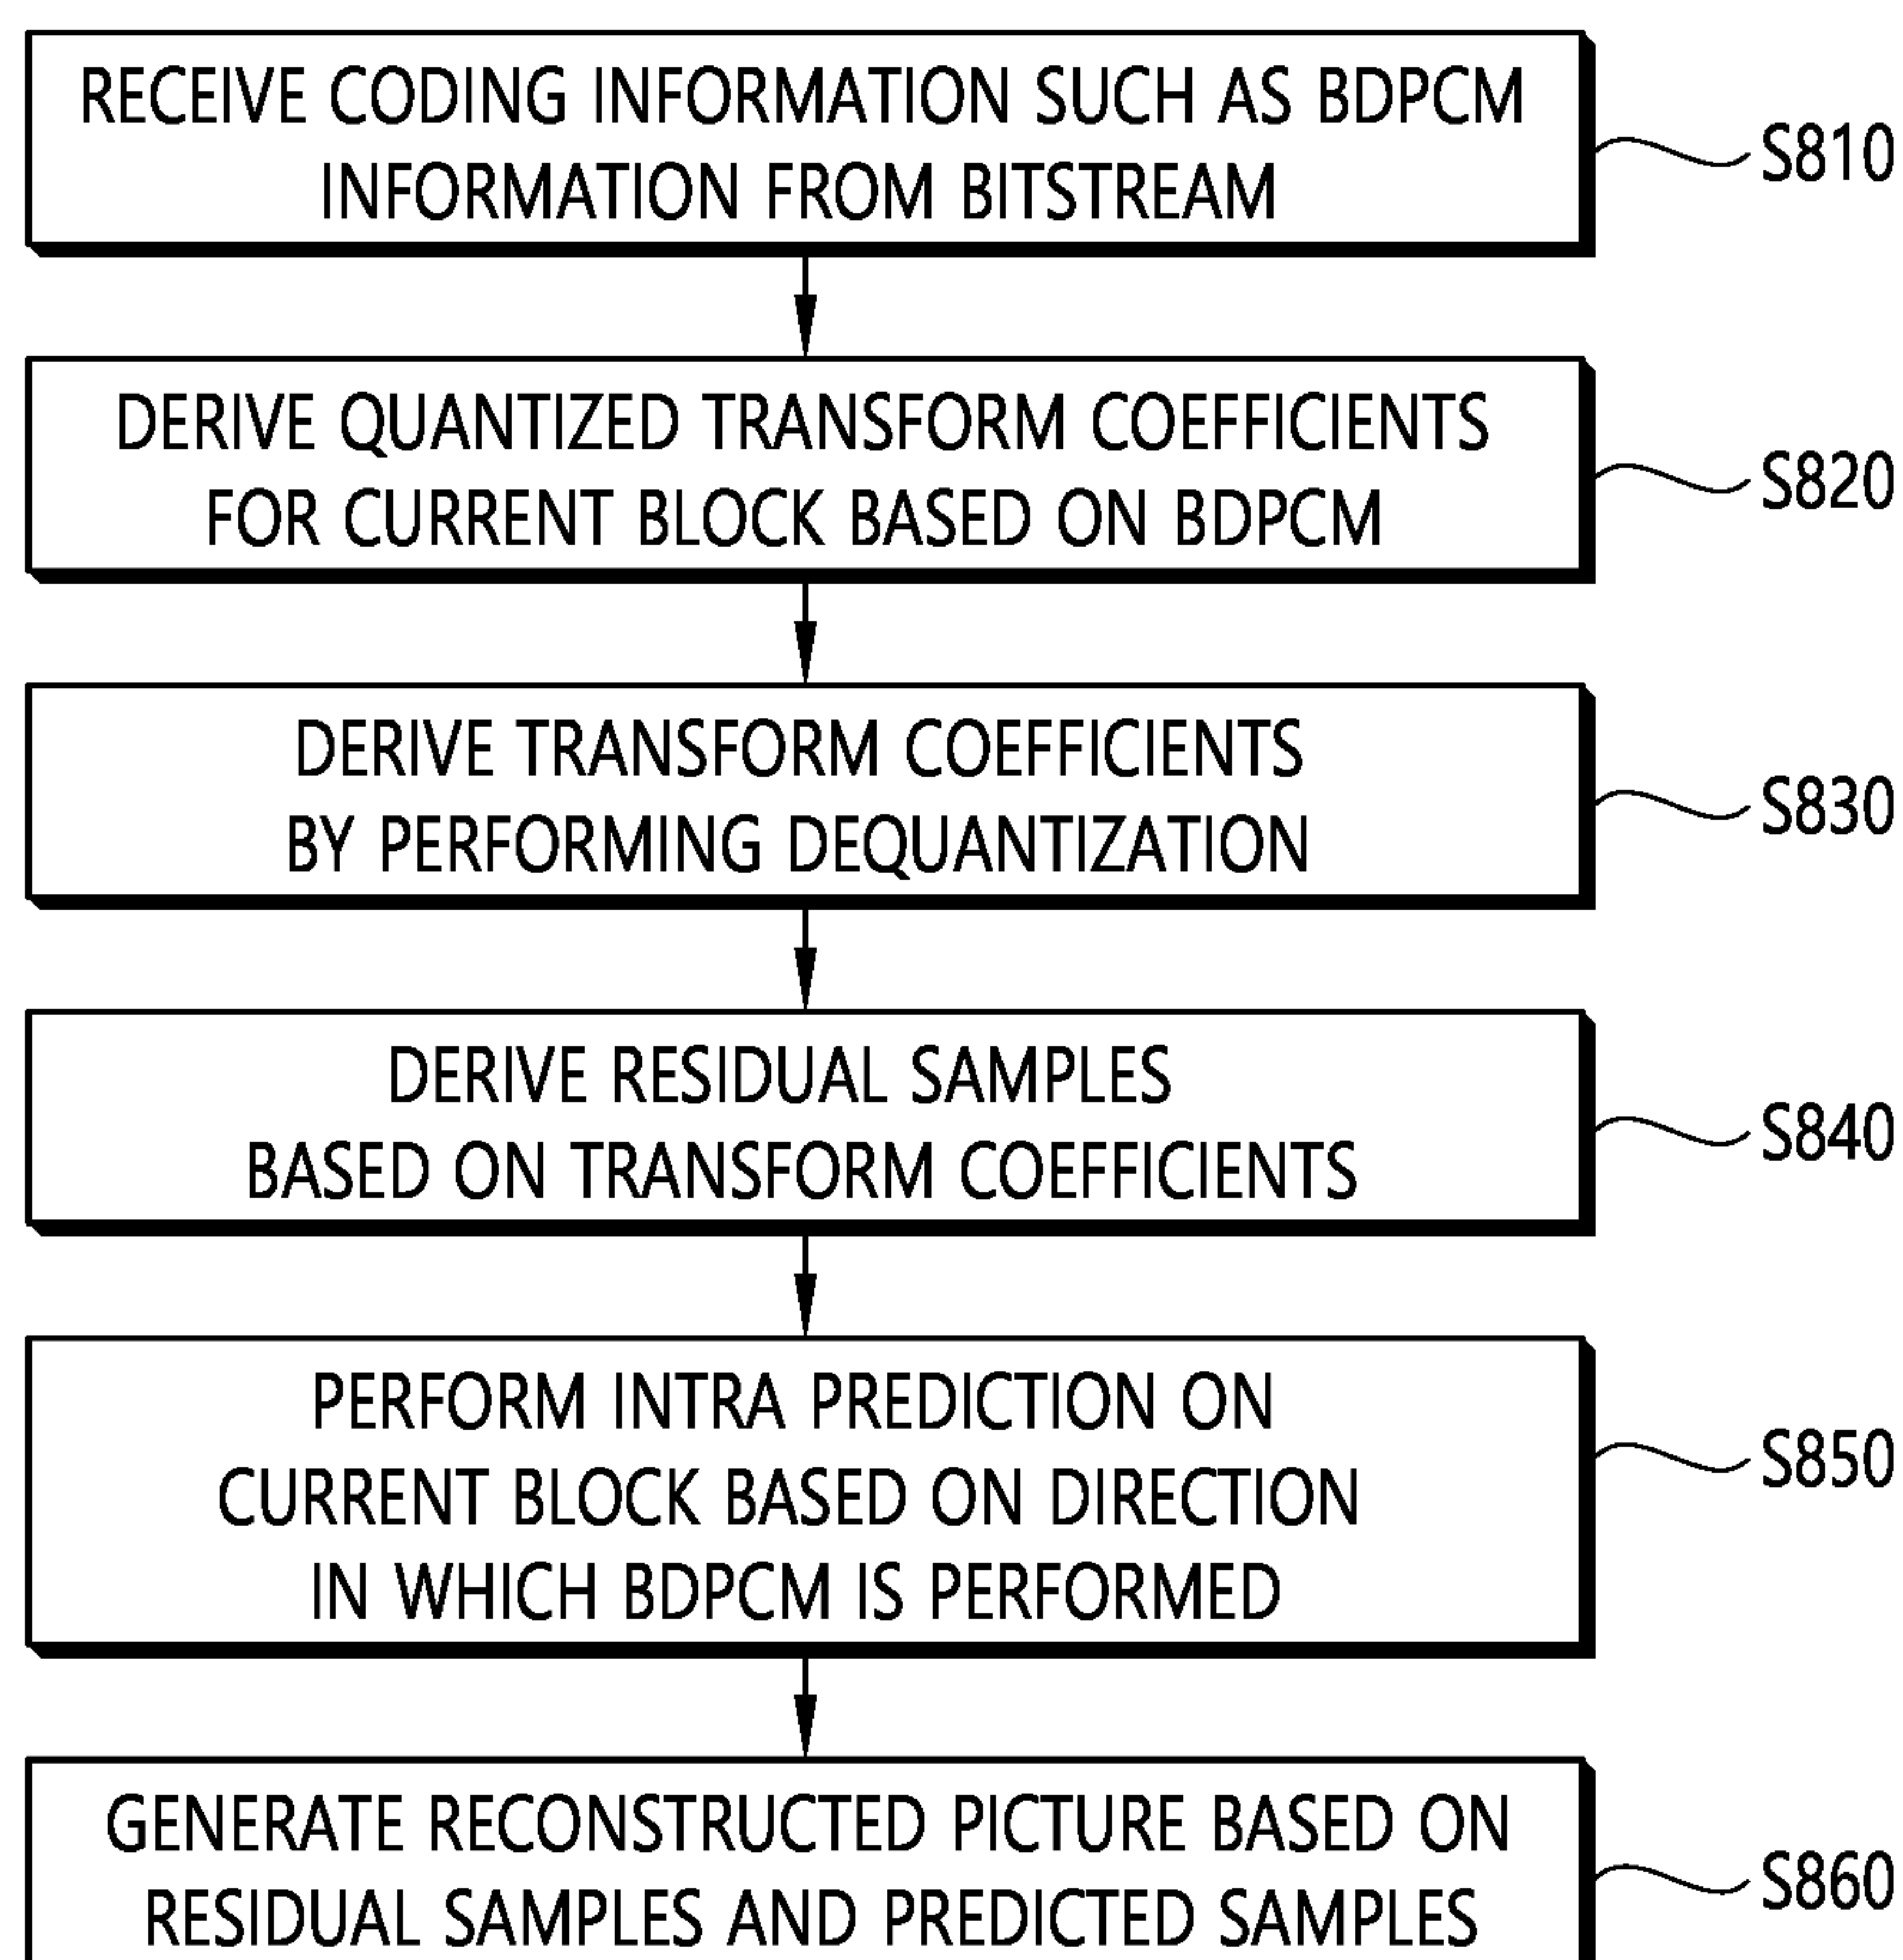 RECEIVE CODING INFORMATION SUCH AS BDPCM
INFORMATION FROM BITSTREAM
S810
DERIVE QUANTIZED TRANSFORM COEFFICIENTS
FOR CURRENT BLOCK BASED ON BDPCM
S820
DERIVE TRANSFORM COEFFICIENTS
BY PERFORMING DEQUANTIZATION
S830
DERIVE RESIDUAL SAMPLES
BASED ON TRANSFORM COEFFICIENTS
S840
PERFORM INTRA PREDICTION ON
CURRENT BLOCK BASED ON DIRECTION
IN WHICH BDPCM IS PERFORMED
S850
GENERATE RECONSTRUCTED PICTURE BASED ON
RESIDUAL SAMPLES AND PREDICTED SAMPLES
S860